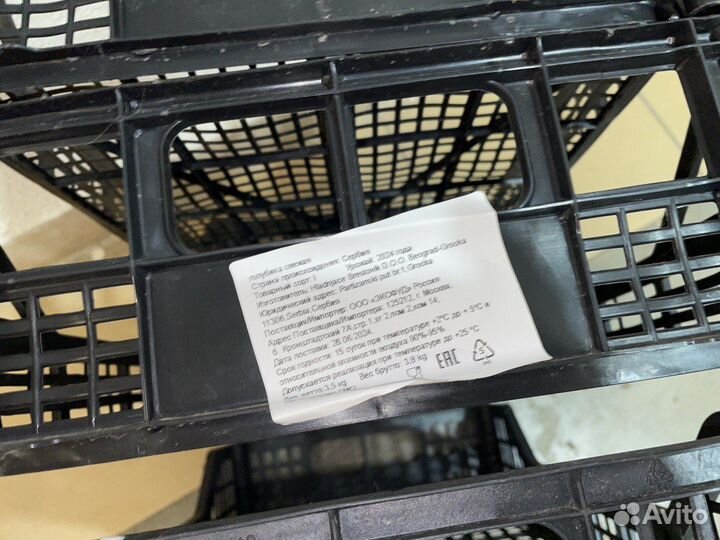 голубика свежая
Страна происхождения: Сербия
Товарный сорт: I Урожай: 2024 года
Изготовитель: Hladnjace Brestovik D.O.O. Beograd-Grocka
Юридический адрес: Partizanski put br.1, Grocka
11306, Serbia, Сербия
Поставщик/Импортер: ООО «ЭКОФУД» Россия
Адрес Поставщика/Импортера: 125212, г. Москва,
б. Кронштадтский 7А,стр.1,эт 2,пом 2,ком 14.
Дата поставки: 26.06.2024.
Срок годности: 15 суток при температуре +2°C до +5°C и
относительной влажности воздуха 90%-95%
Допускается реализация при температуре до +25 °C
Вес нетто:3,5 kg Вес брутто: 3,8 kg
EAC
5
Avito